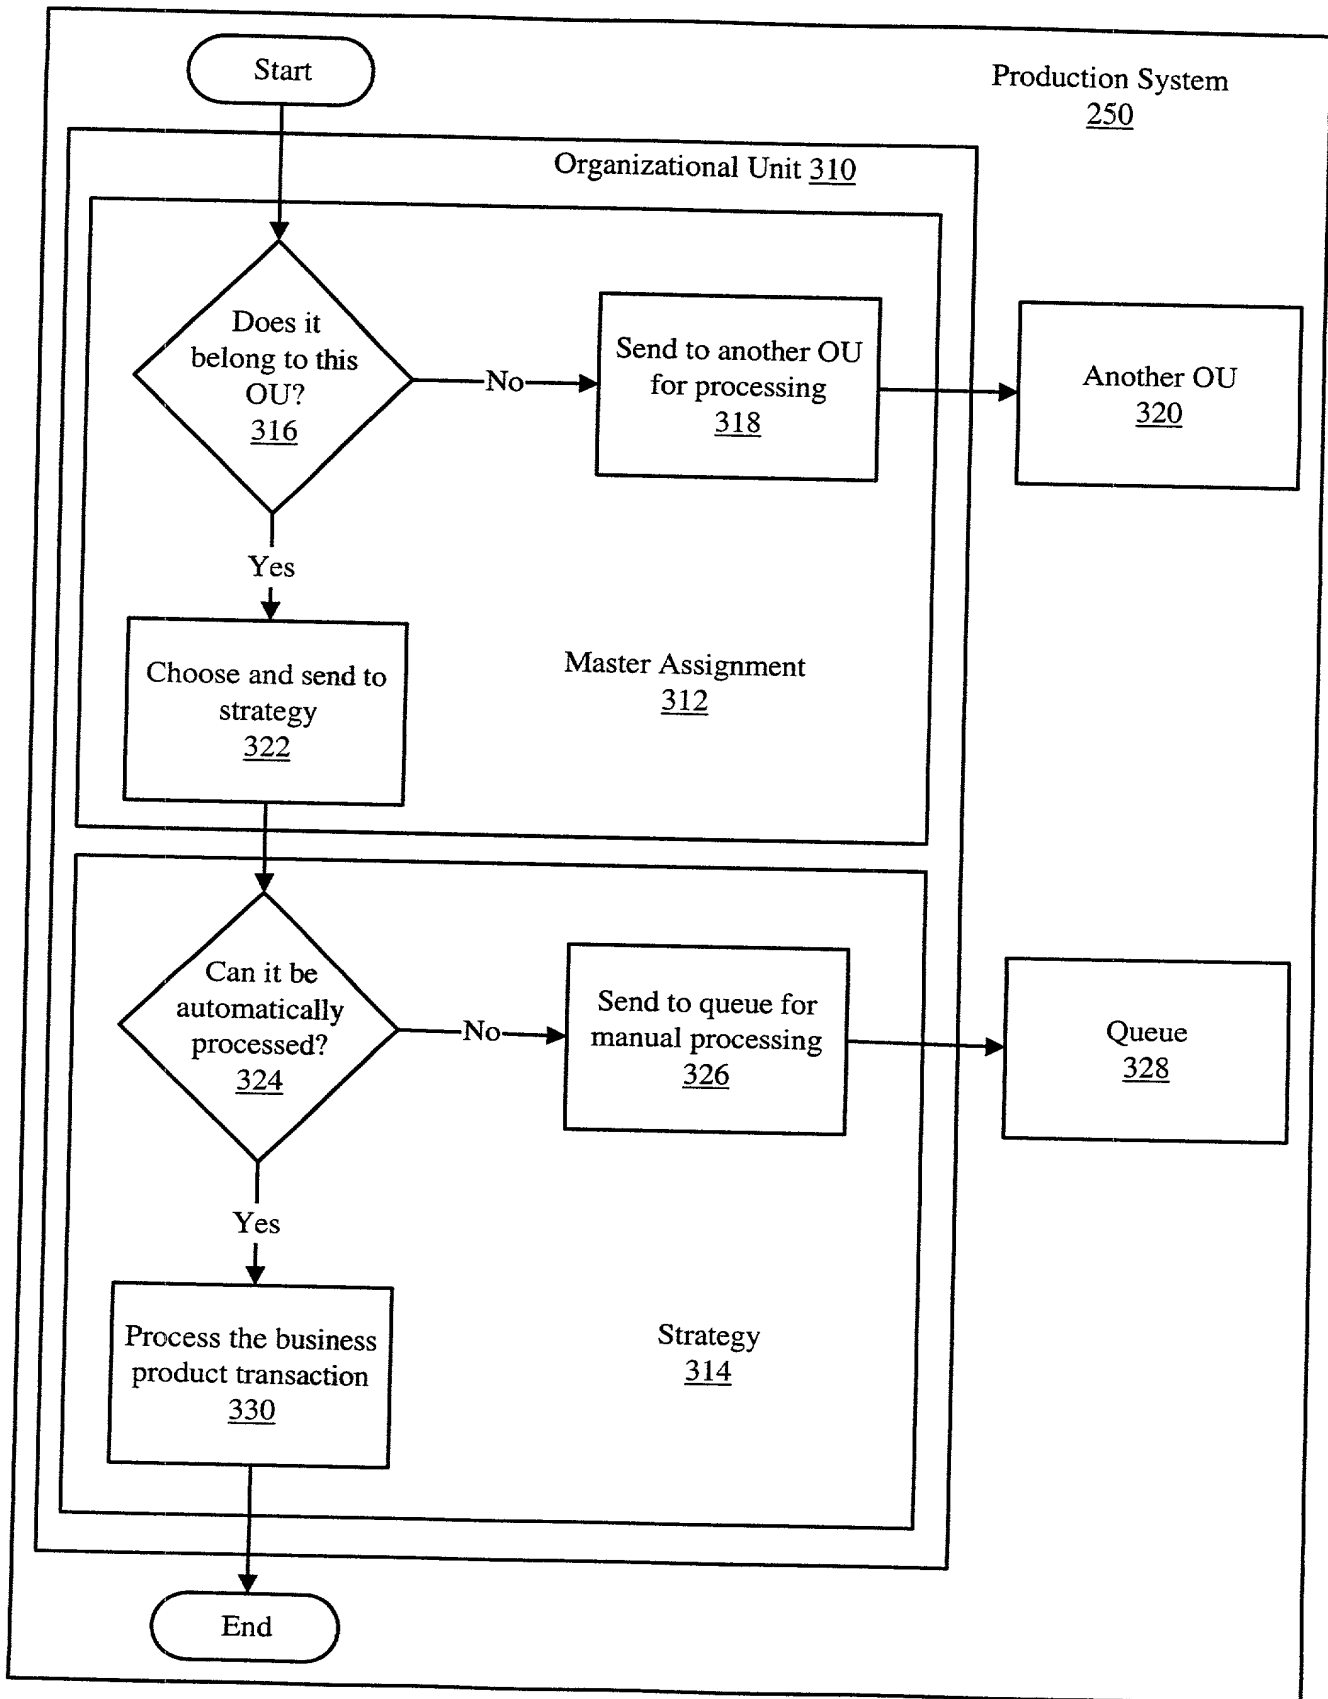 Start
Production System
250
Organizational Unit 310
Does it
belong to this
OU?
316
No
Send to another OU
for processing
318
Another OU
320
Yes
Choose and send to
strategy
322
Master Assignment
312
Can it be
automatically
processed?
324
No
Send to queue for
manual processing
326
Queue
328
Yes
Process the business
product transaction
330
Strategy
314
End